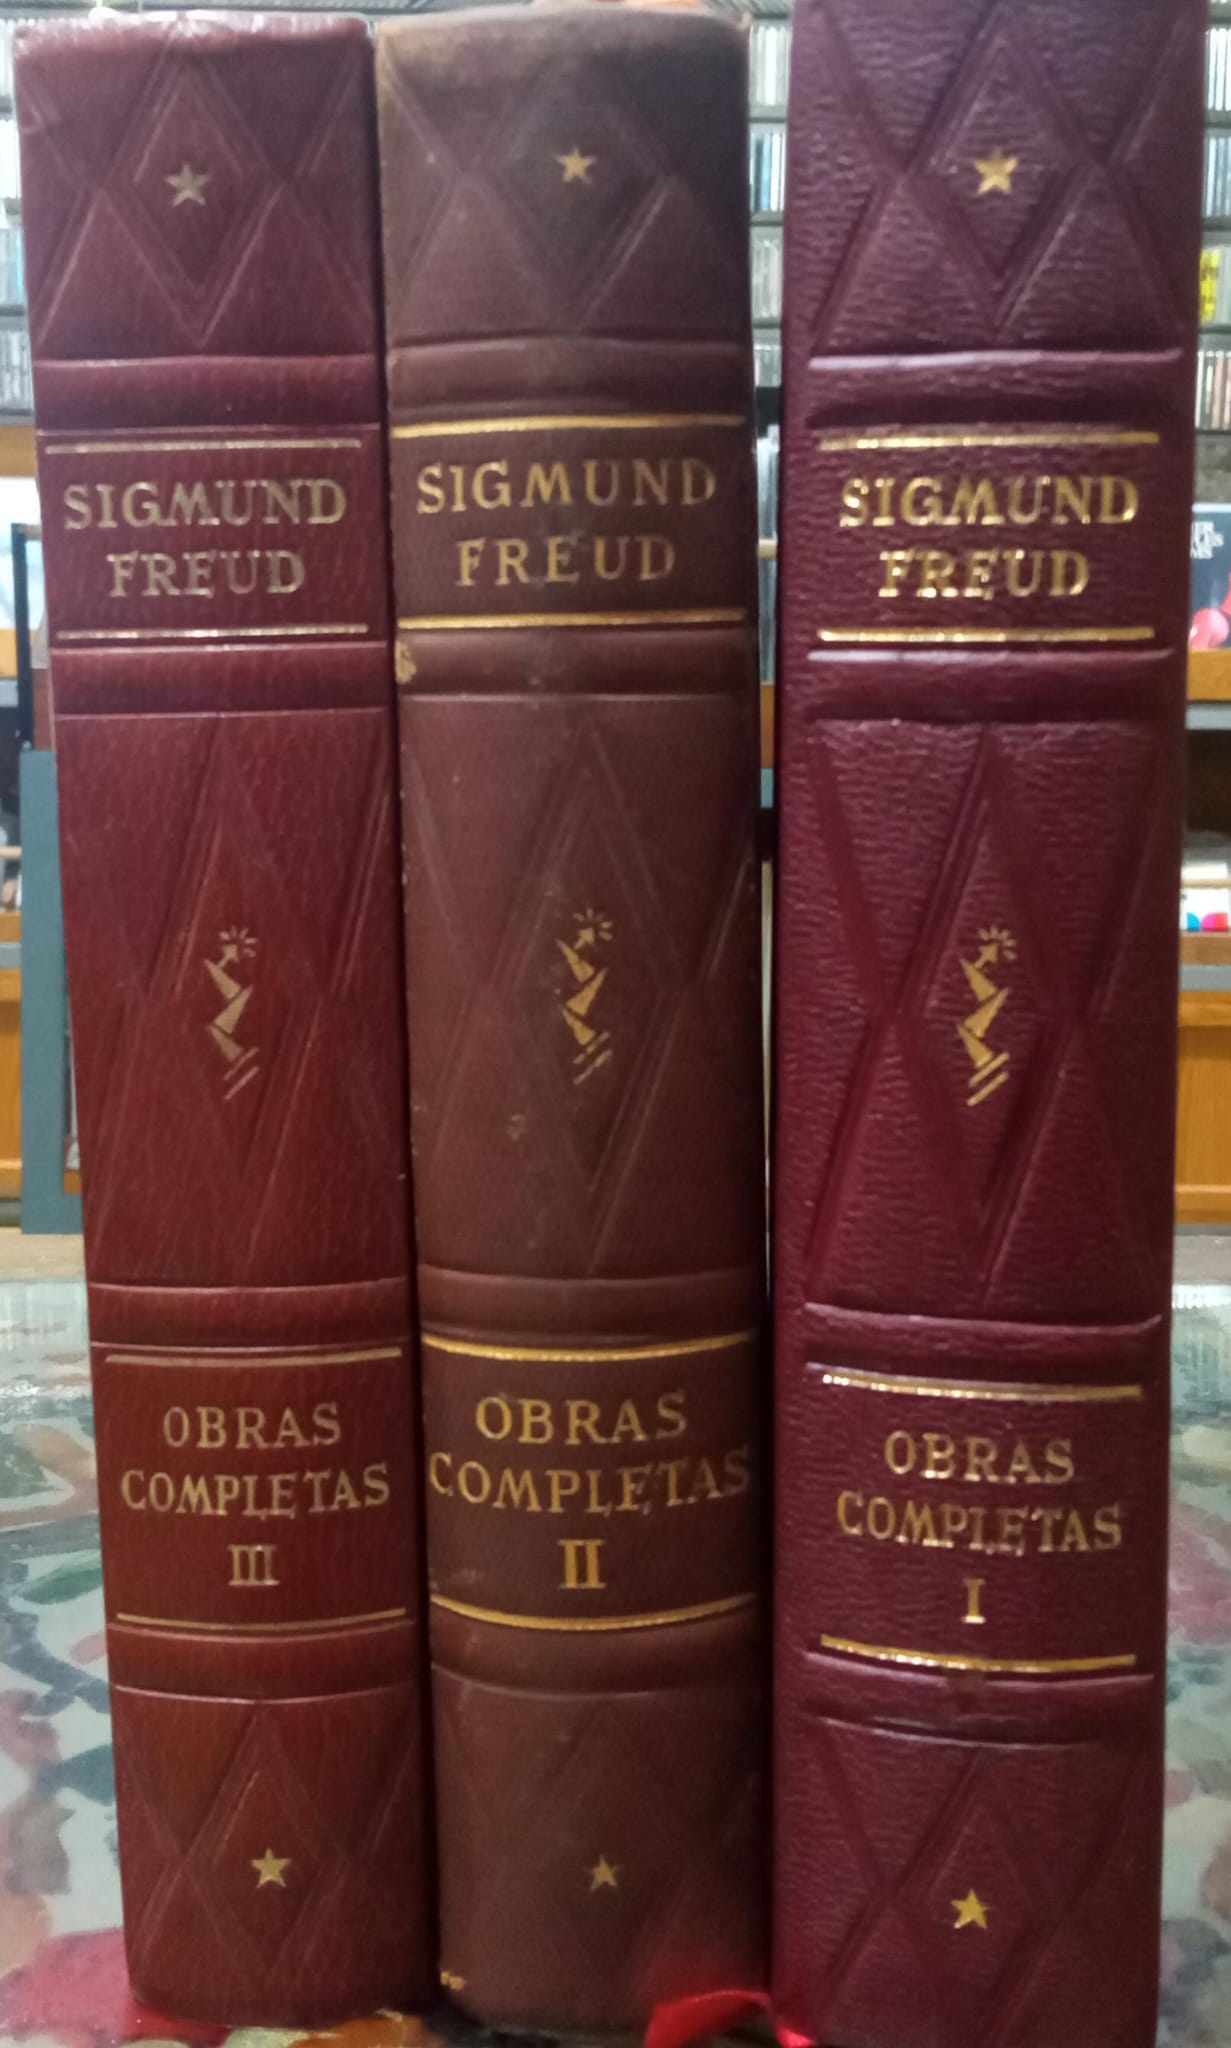 SIGMUND
FREUD
OBRAS
COMPLETAS
III
SIGMUND
FREUD
OBRAS
COMPLETAS
II
SIGMUND
FREUD
OBRAS
COMPLETAS
I